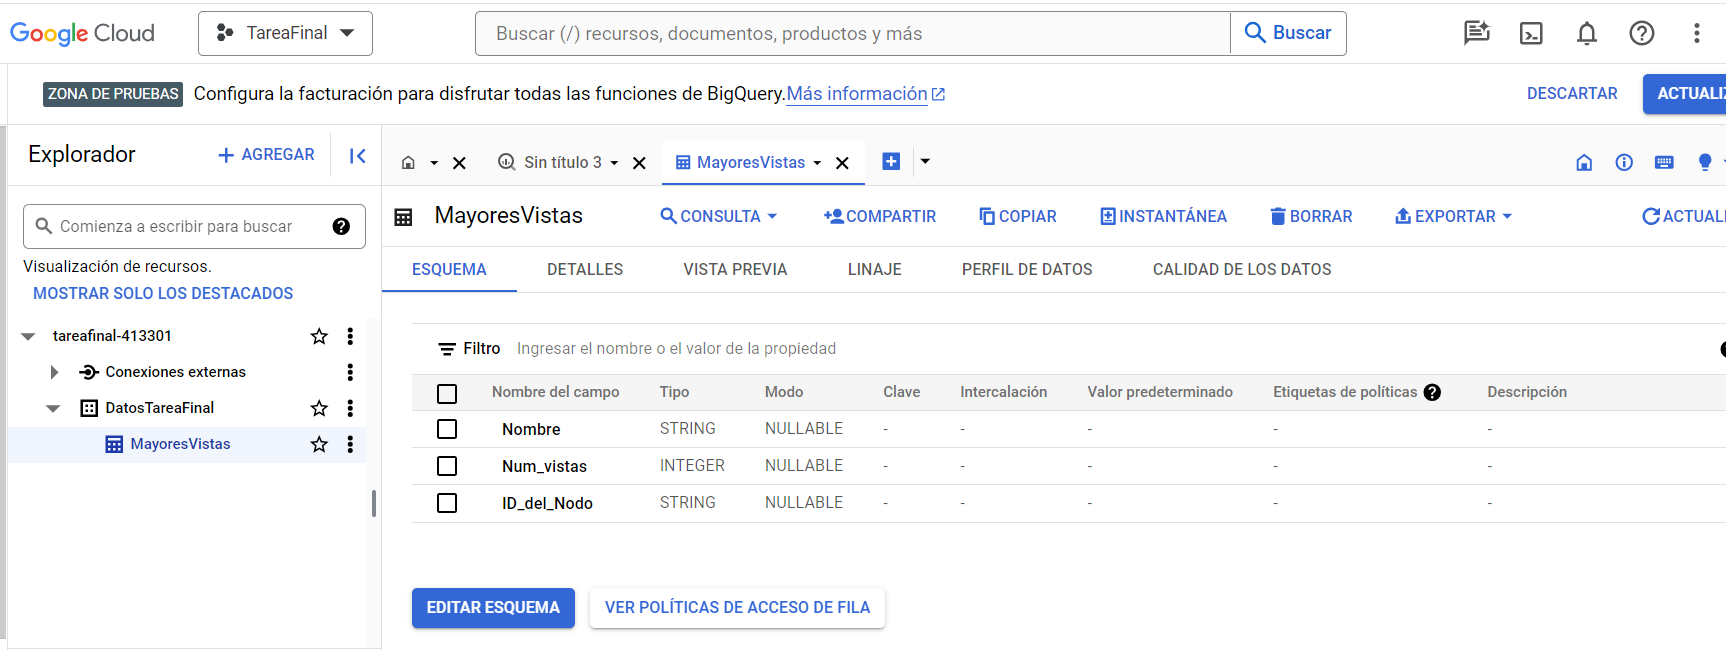 Google Cloud
TareaFinal
Buscar (/) recursos, documentos, productos y más
Buscar
ZONA DE PRUEBAS
Configura la facturación para disfrutar todas las funciones de BigQuery. Más información
DESCARTAR
ACTUALIZ
Explorador
AGREGAR
Sin título 3
MayoresVistas
Comienza a escribir para buscar
Visualización de recursos.
MOSTRAR SOLO LOS DESTACADOS
tareafinal-413301
Conexiones externas
DatosTareaFinal
MayoresVistas
MayoresVistas
CONSULTA
COMPARTIR
COPIAR
INSTANTÁNEA
BORRAR
EXPORTAR
ACTUALI
ESQUEMA DETALLES VISTA PREVIA LINAJE PERFIL DE DATOS CALIDAD DE LOS DATOS
Filtro Ingresar el nombre o el valor de la propiedad
Nombre del campo Tipo Modo Clave Intercalación Valor predeterminado Etiquetas de políticas Descripción
Nombre STRING NULLABLE - - - - -
Num_vistas INTEGER NULLABLE - - - - -
ID_del_Nodo STRING NULLABLE - - - - -
EDITAR ESQUEMA
VER POLÍTICAS DE ACCESO DE FILA